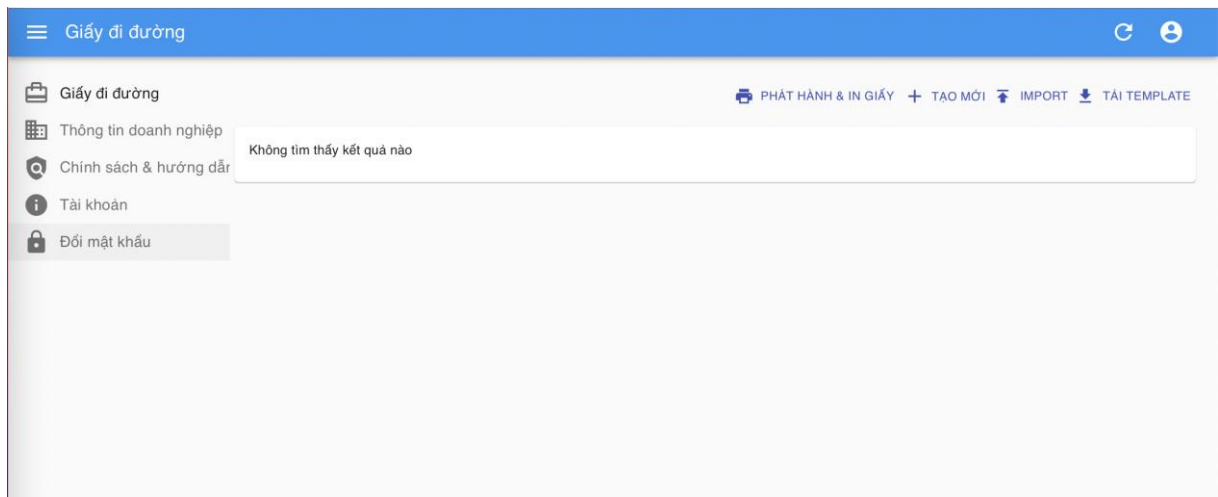 Giấy đi đường
Giấy đi đường
PHÁT HÀNH & IN GIẤY TẠO MỚI IMPORT TẢI TEMPLATE
Thông tin doanh nghiệp
Không tìm thấy kết quả nào
Chính sách & hướng dẫn
Tài khoản
Đổi mật khẩu